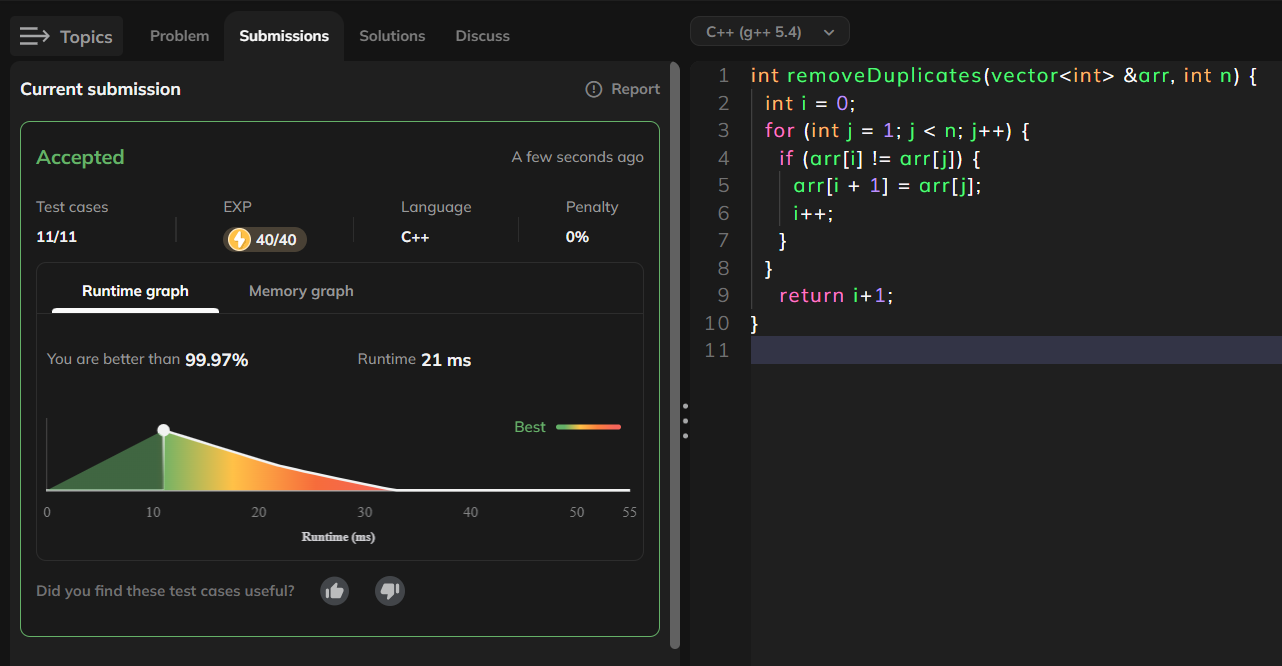 Topics Problem Submissions Solutions Discuss
Current submission Report
Accepted A few seconds ago
Test cases EXP Language Penalty
11/11 40/40 C++ 0%
Runtime graph Memory graph
You are better than 99.97% Runtime 21 ms
Best
0 10 20 30 40 50 55
Runtime (ms)
Did you find these test cases useful?
C++ (g++ 5.4)
1 int removeDuplicates(vector<int> &arr, int n) {
2 int i = 0;
3 for (int j = 1; j < n; j++) {
4 if (arr[i] != arr[j]) {
5 arr[i + 1] = arr[j];
6 i++;
7 }
8 }
9 return i+1;
10 }
11